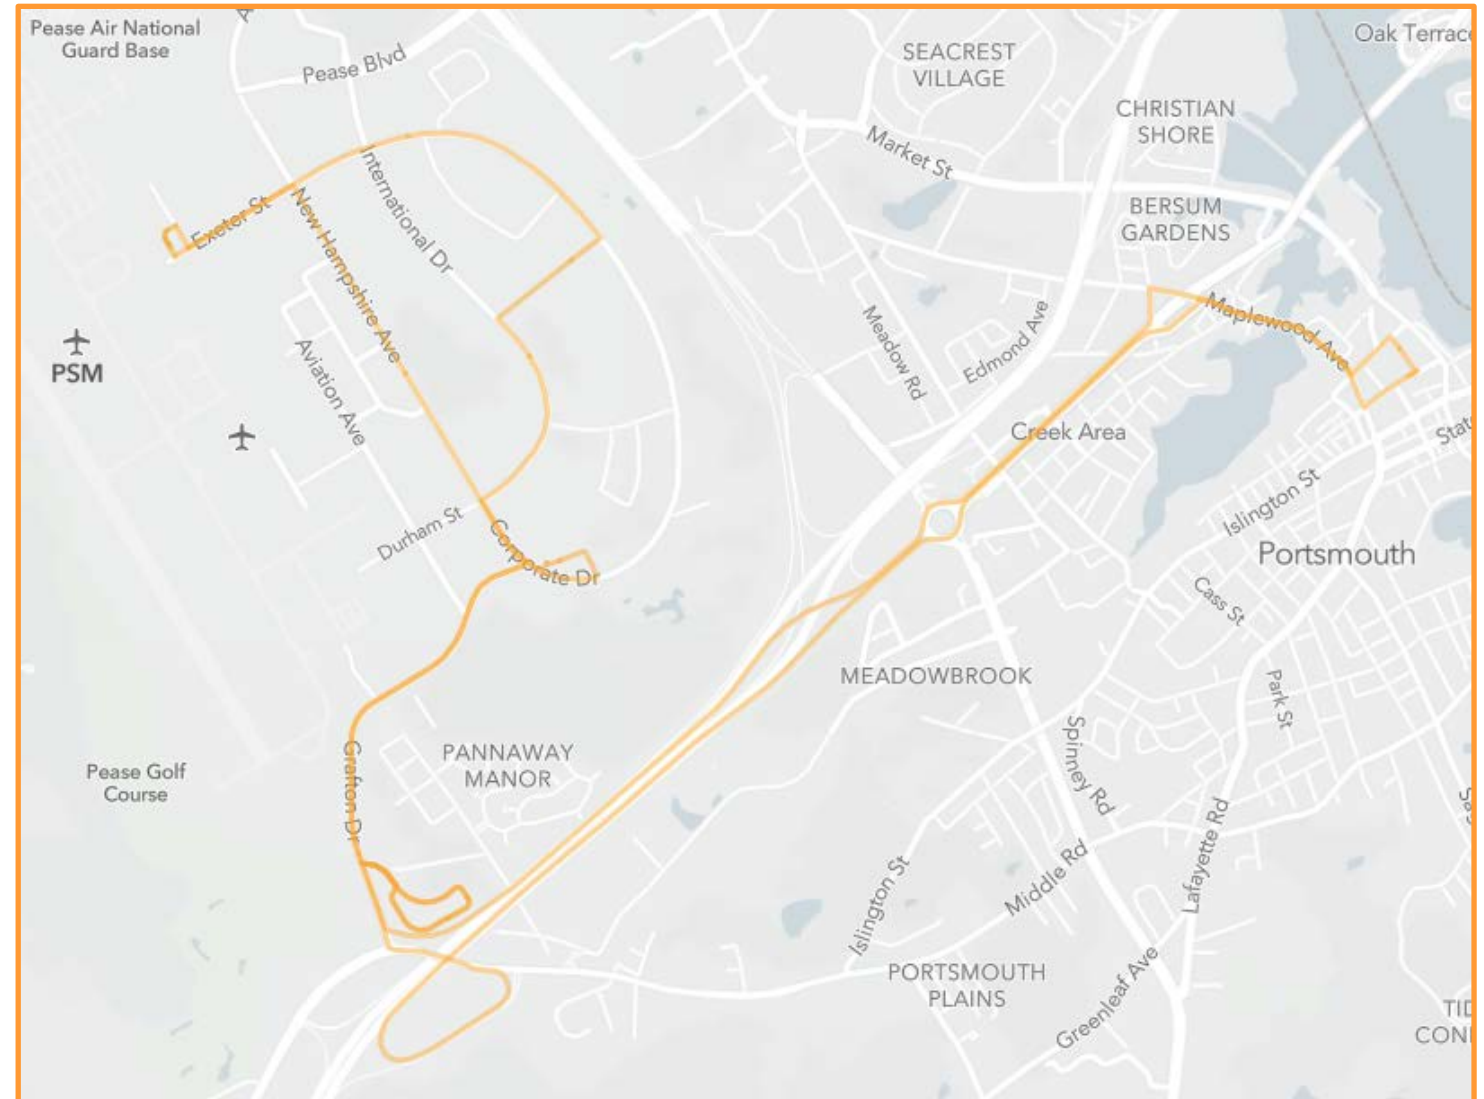 Pease Air National
Guard Base
Pease Blvd
SEACREST
VILLAGE
Oak Terrace
CHRISTIAN
SHORE
Market St
International Dr
BERSUM
GARDENS
Exeter St
New Hampshire Ave
Maplewood Ave
Meadow Rd
Edmond Ave
PSM
Aviation Ave
Creek Area
State
Islington St
Durham St
Corporate Dr
Portsmouth
Cass St
MEADOWBROOK
Park St
Spinney Rd
PANNAWAY
MANOR
Grafton Dr
Pease Golf
Course
Lafayette Rd
Middle Rd
Islington St
PORTSMOUTH
PLAINS
Greenleaf Ave
TID
CON